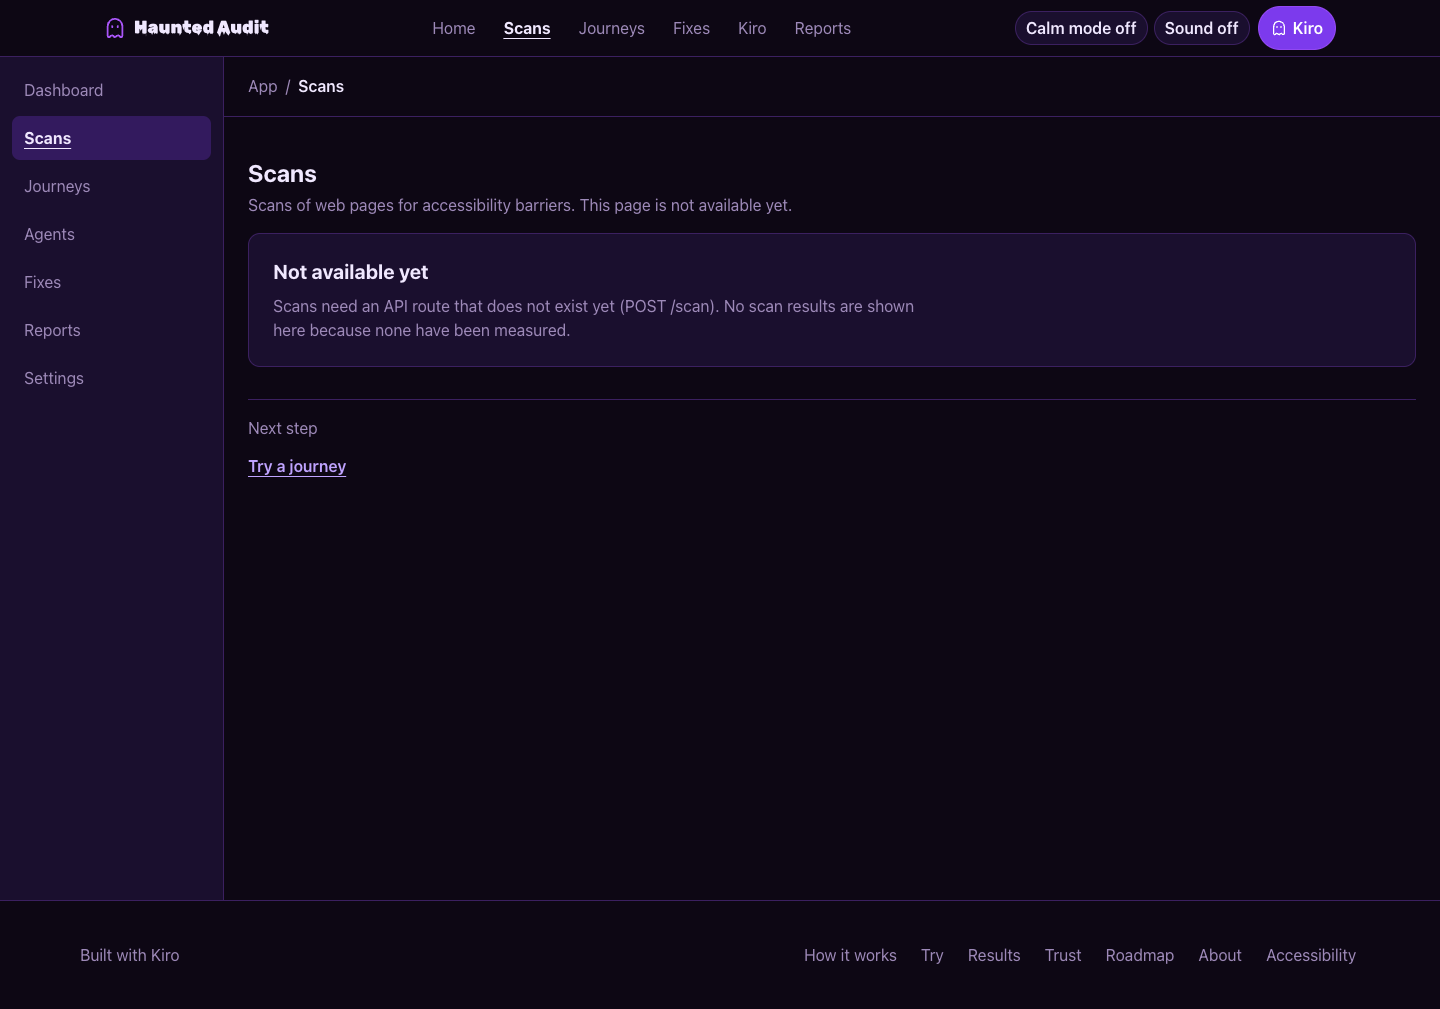 Haunted Audit
Home Scans Journeys Fixes Kiro Reports
Calm mode off Sound off Kiro
Dashboard
Scans
Journeys
Agents
Fixes
Reports
Settings
App / Scans
Scans
Scans of web pages for accessibility barriers. This page is not available yet.
Not available yet
Scans need an API route that does not exist yet (POST /scan). No scan results are shown
here because none have been measured.
Next step
Try a journey
Built with Kiro
How it works Try Results Trust Roadmap About Accessibility